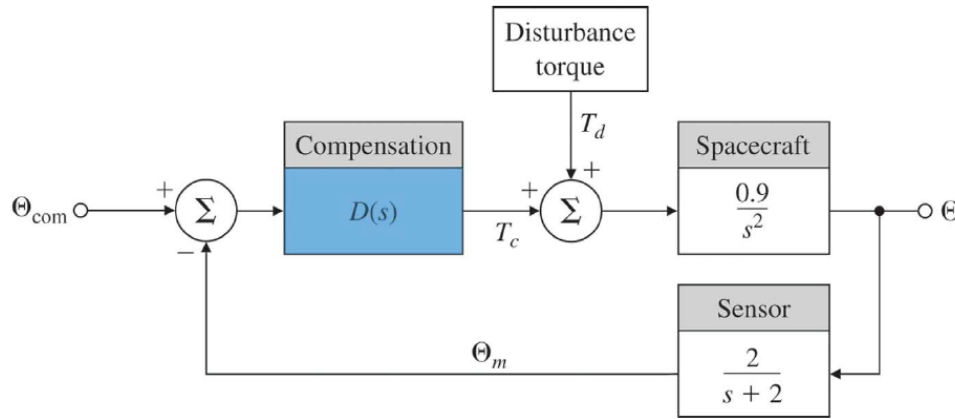 Disturbance
torque
T_d
Compensation
Spacecraft
Θ_com
+
Σ
−
D(s)
T_c
+
+
Σ
0.9
s^2
Θ
Sensor
2
s + 2
Θ_m